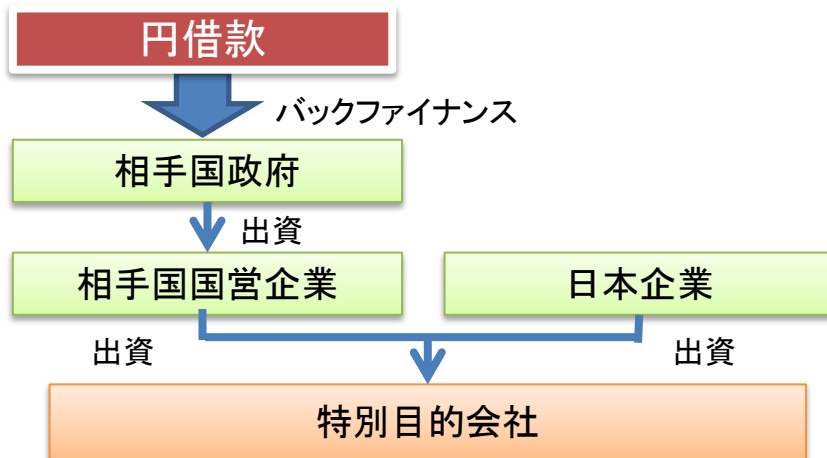 円借款
バックファイナンス
相手国政府
出資
相手国国営企業
日本企業
出資
出資
特別目的会社